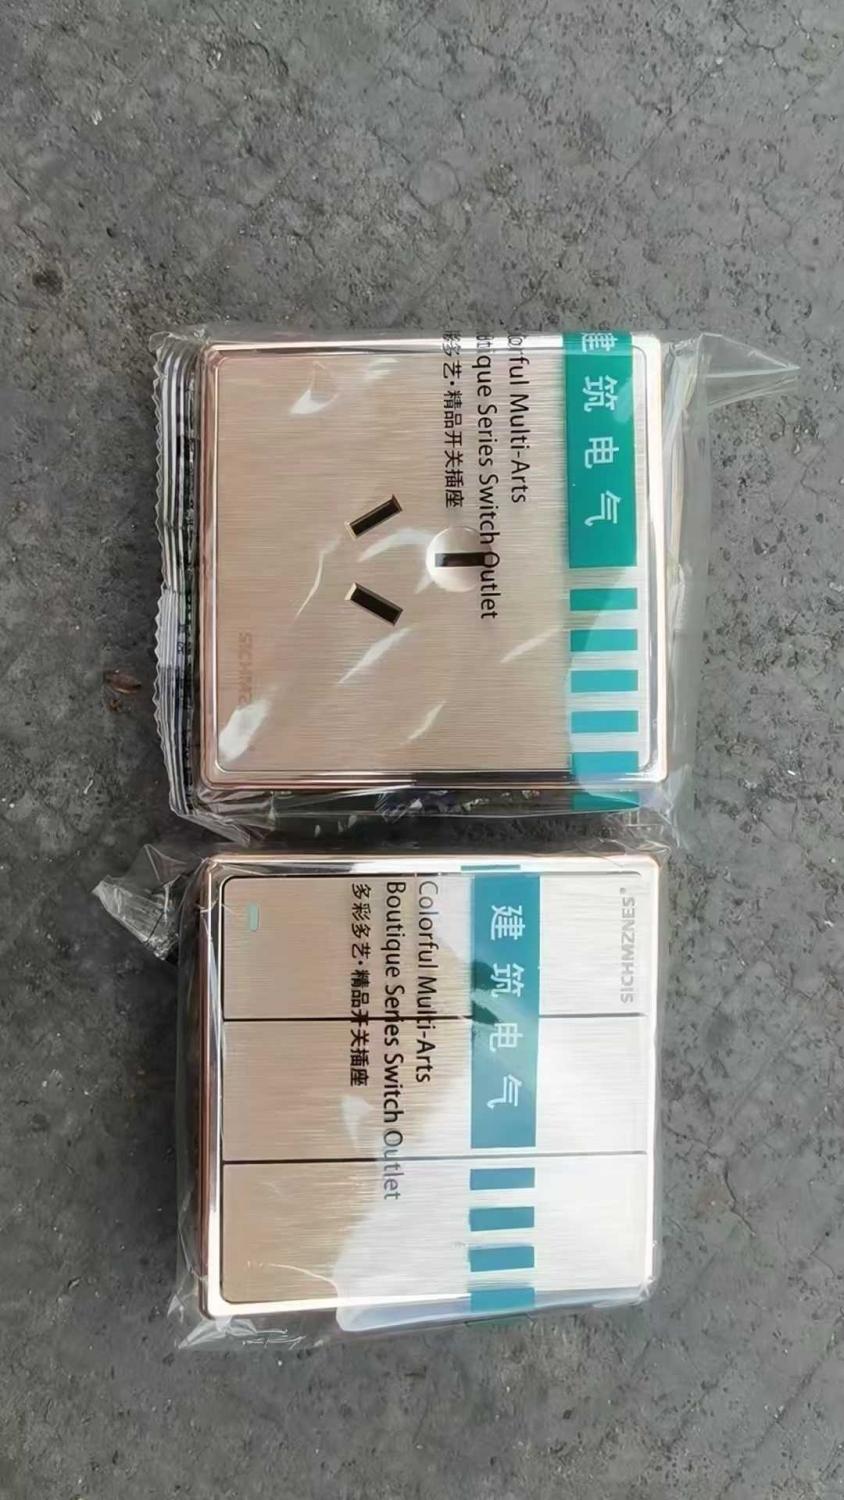 建筑电气
orful Multi-Arts
utique Series Switch Outlet
彩多艺·精品开关插座
SICHMZNES®
建筑电气
Colorful Multi-Arts
Boutique Series Switch Outlet
多彩多艺·精品开关插座